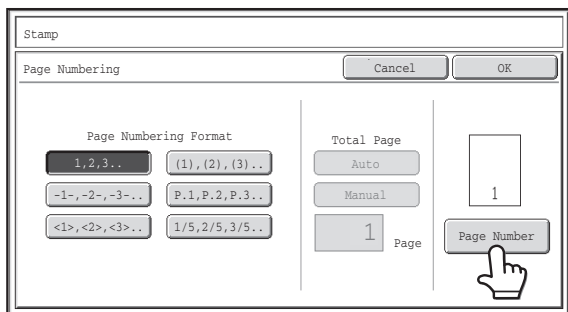 Stamp
Page Numbering Cancel OK
Page Numbering Format
1,2,3.. (1),(2),(3)..
-1-,-2-,-3-.. P.1,P.2,P.3..
<1>,<2>,<3>.. 1/5,2/5,3/5..
Total Page
Auto
Manual
1 Page
1
Page Number